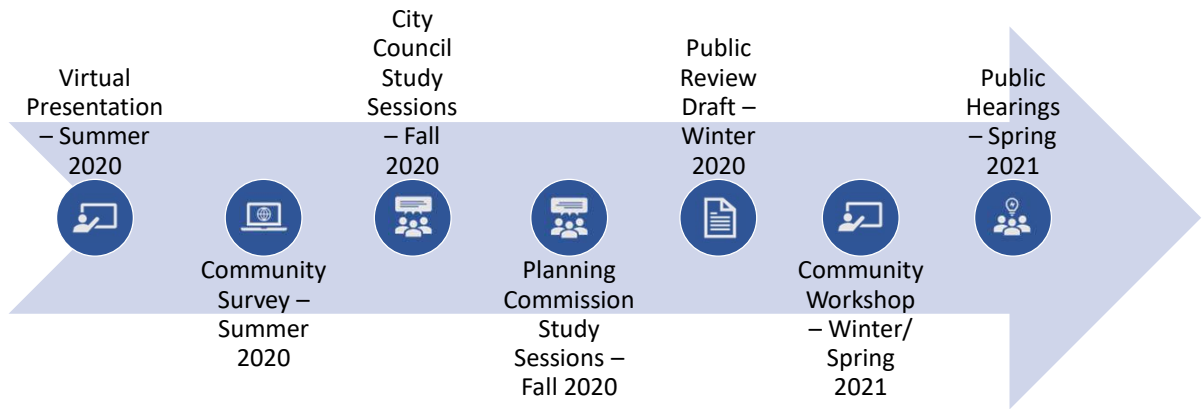 Virtual
Presentation
– Summer
2020
Community
Survey –
Summer
2020
City
Council
Study
Sessions
– Fall
2020
Planning
Commission
Study
Sessions –
Fall 2020
Public
Review
Draft –
Winter
2020
Community
Workshop
– Winter/
Spring
2021
Public
Hearings
– Spring
2021